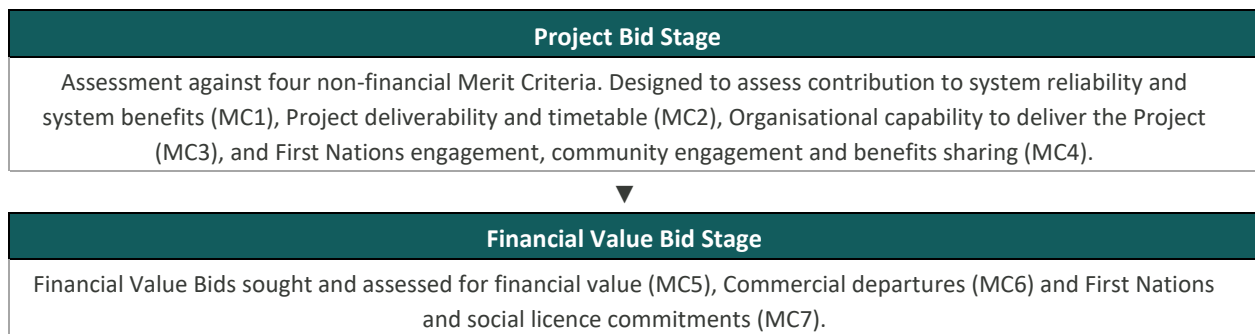 Project Bid Stage
Assessment against four non-financial Merit Criteria. Designed to assess contribution to system reliability and
system benefits (MC1), Project deliverability and timetable (MC2), Organisational capability to deliver the Project
(MC3), and First Nations engagement, community engagement and benefits sharing (MC4).
▼
Financial Value Bid Stage
Financial Value Bids sought and assessed for financial value (MC5), Commercial departures (MC6) and First Nations
and social licence commitments (MC7).